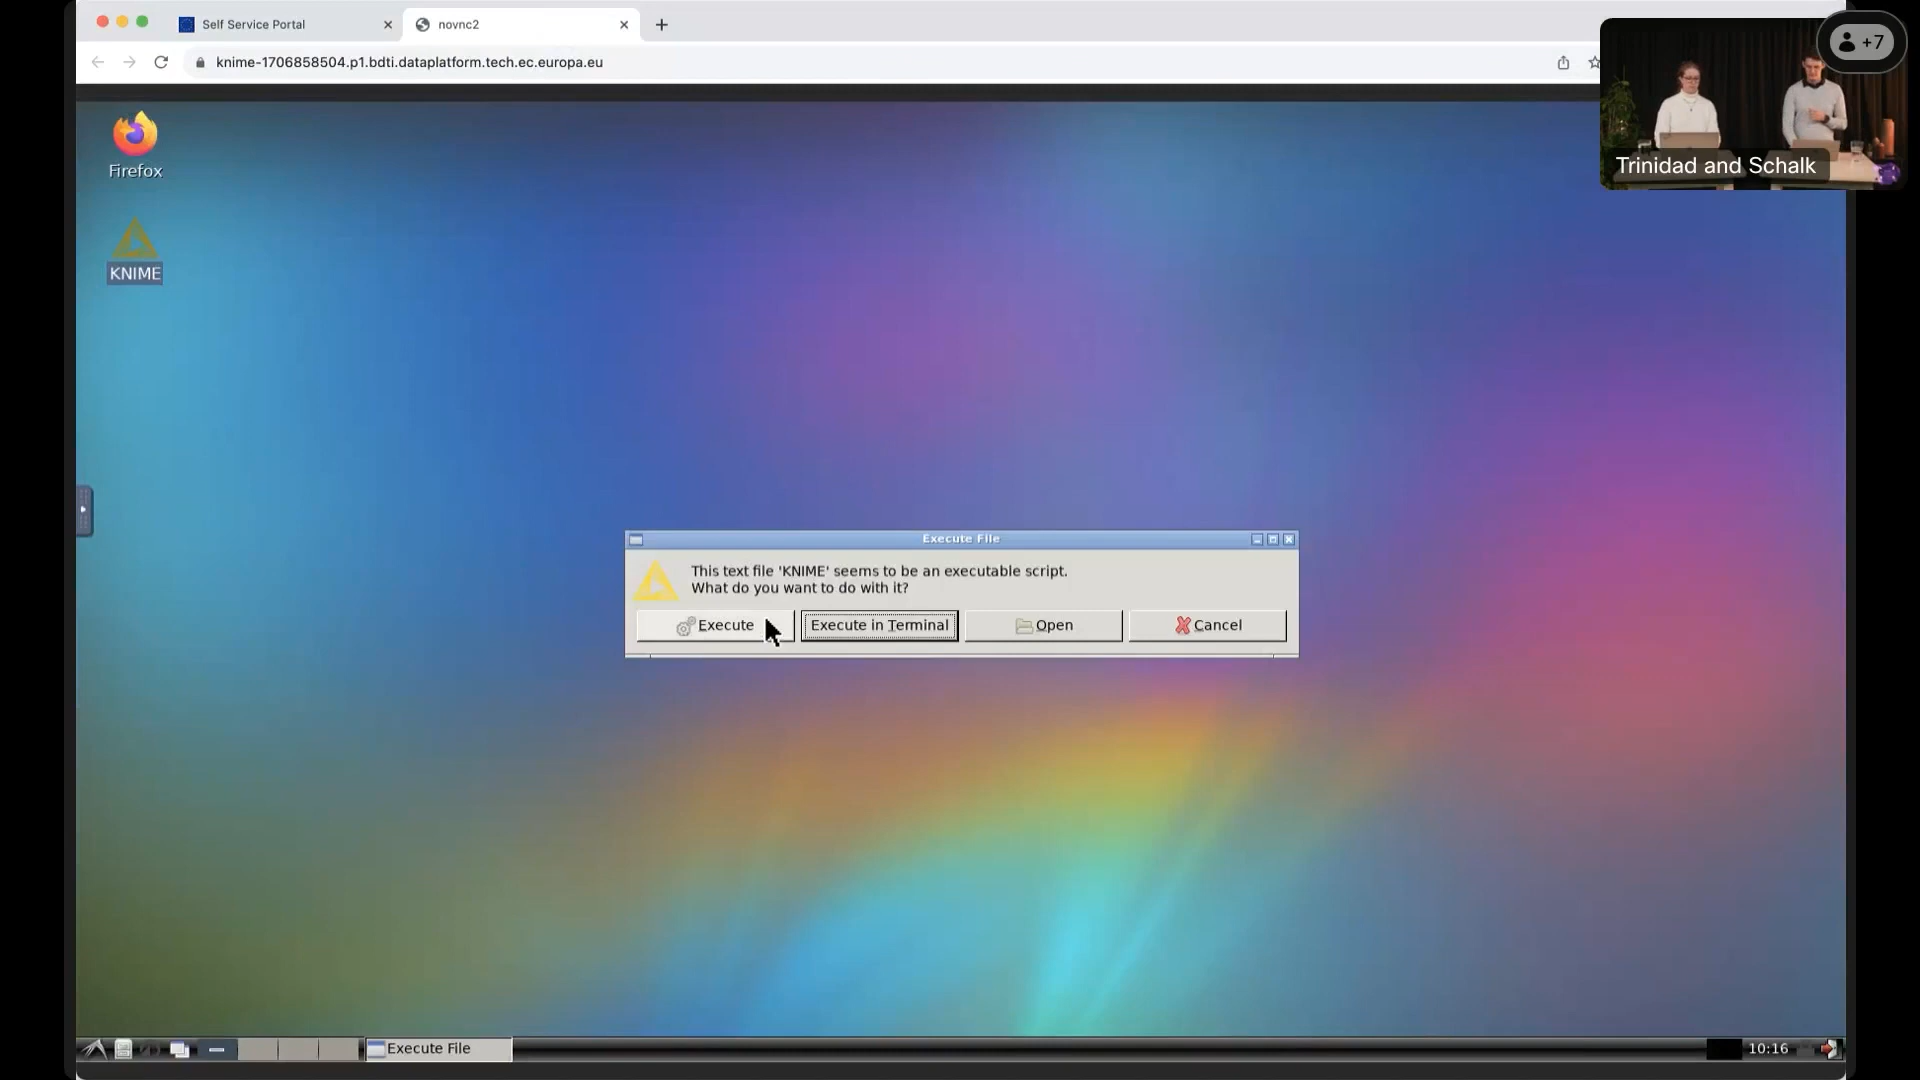 Self Service Portal
novnc2
+7
knime-1706858504.p1.bdti.dataplatform.tech.ec.europa.eu
Firefox
Trinidad and Schalk
KNIME
Execute File
This text file 'KNIME' seems to be an executable script.
What do you want to do with it?
Execute
Execute in Terminal
Open
Cancel
Execute File
10:16